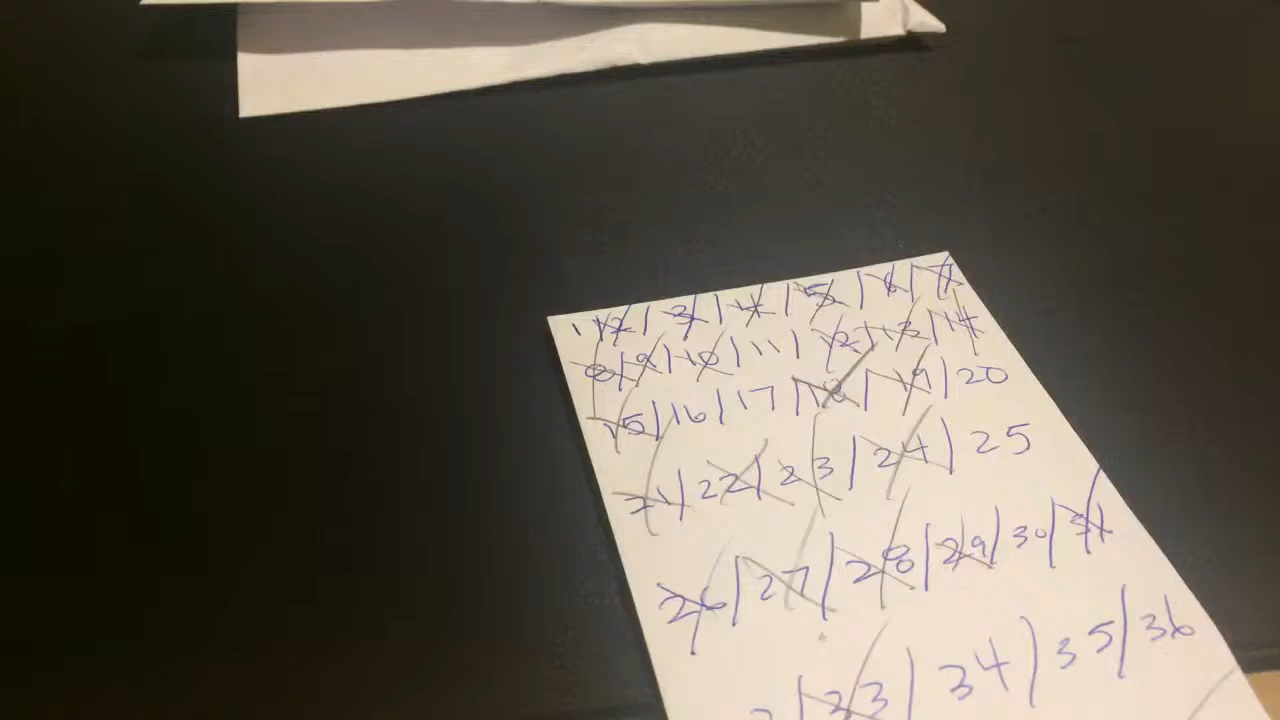 1 | 2 | 3 | 4 | 5 | 6 | 7
8 | 9 | 10 | 11 | 12 | 13 | 14
15 | 16 | 17 | 18 | 19 | 20
21 | 22 | 23 | 24 | 25
26 | 27 | 28 | 29 | 30 | 31
| 33 | 34 | 35 | 36